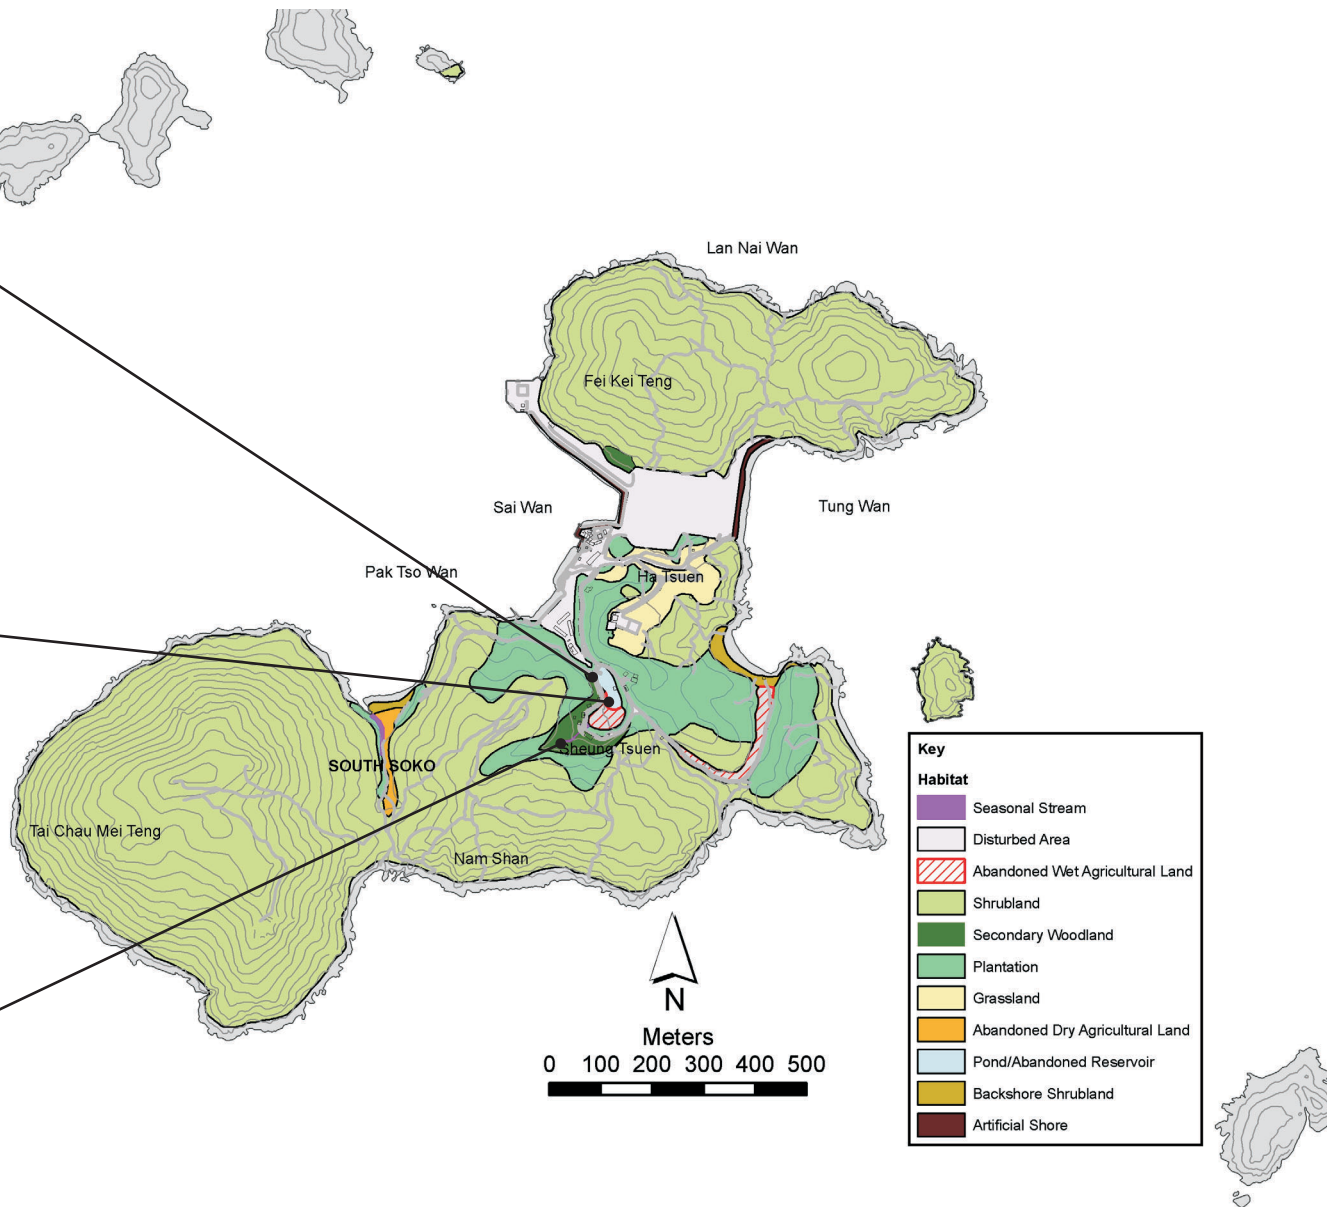 Lan Nai Wan
Fei Kei Teng
Sai Wan
Tung Wan
Pak Tso Wan
Ha Tsuen
Sheung Tsuen
SOUTH SOKO
Tai Chau Mei Teng
Nam Shan
N
Meters
0 100 200 300 400 500
Key
Habitat
Seasonal Stream
Disturbed Area
Abandoned Wet Agricultural Land
Shrubland
Secondary Woodland
Plantation
Grassland
Abandoned Dry Agricultural Land
Pond/Abandoned Reservoir
Backshore Shrubland
Artificial Shore